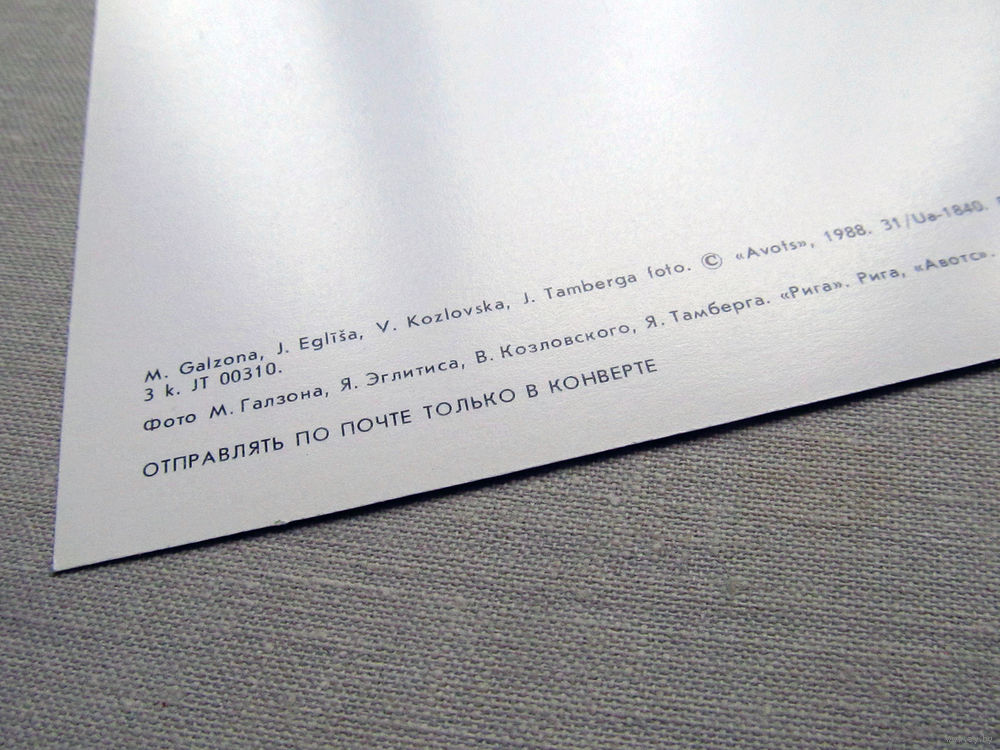 M. Galzona, J. Eglīša, V. Kozlovska, J. Tamberga foto. © «Avots», 1988. 31/Ua-1840.
3 k. JT 00310.
Фото М. Галзона, Я. Эглитиса, В. Козловского, Я. Тамберга. «Рига». Рига, «Авотс».
ОТПРАВЛЯТЬ ПО ПОЧТЕ ТОЛЬКО В КОНВЕРТЕ